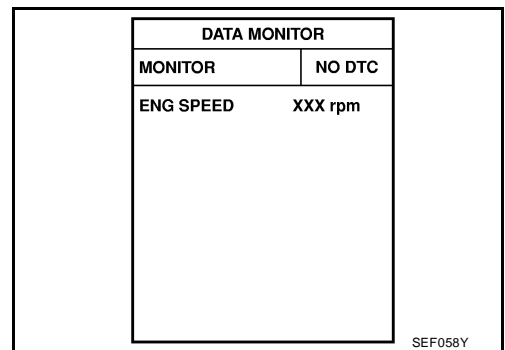 DATA MONITOR
MONITOR NO DTC
ENG SPEED XXX rpm
SEF058Y